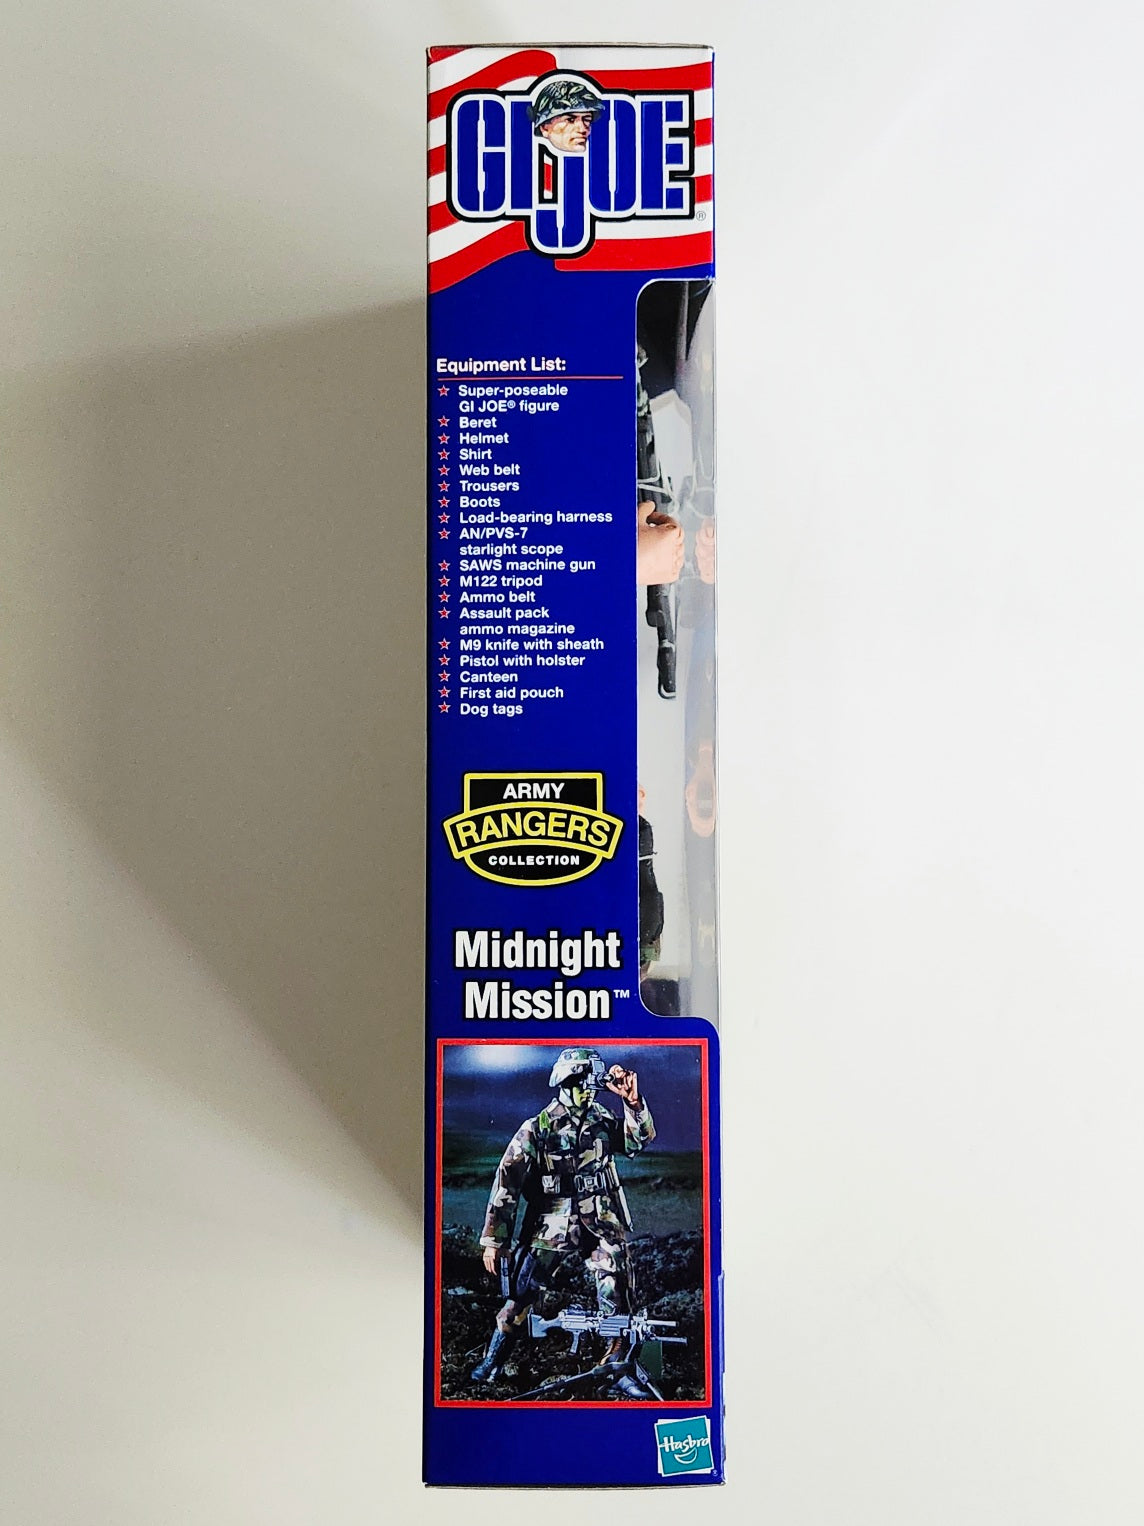 GI JOE®
Equipment List:
Super-poseable
GI JOE® figure
Beret
Helmet
Shirt
Web belt
Trousers
Boots
Load-bearing harness
AN/PVS-7
starlight scope
SAWS machine gun
M122 tripod
Ammo belt
Assault pack
ammo magazine
M9 knife with sheath
Pistol with holster
Canteen
First aid pouch
Dog tags
ARMY
RANGERS
COLLECTION
Midnight
Mission™
Hasbro